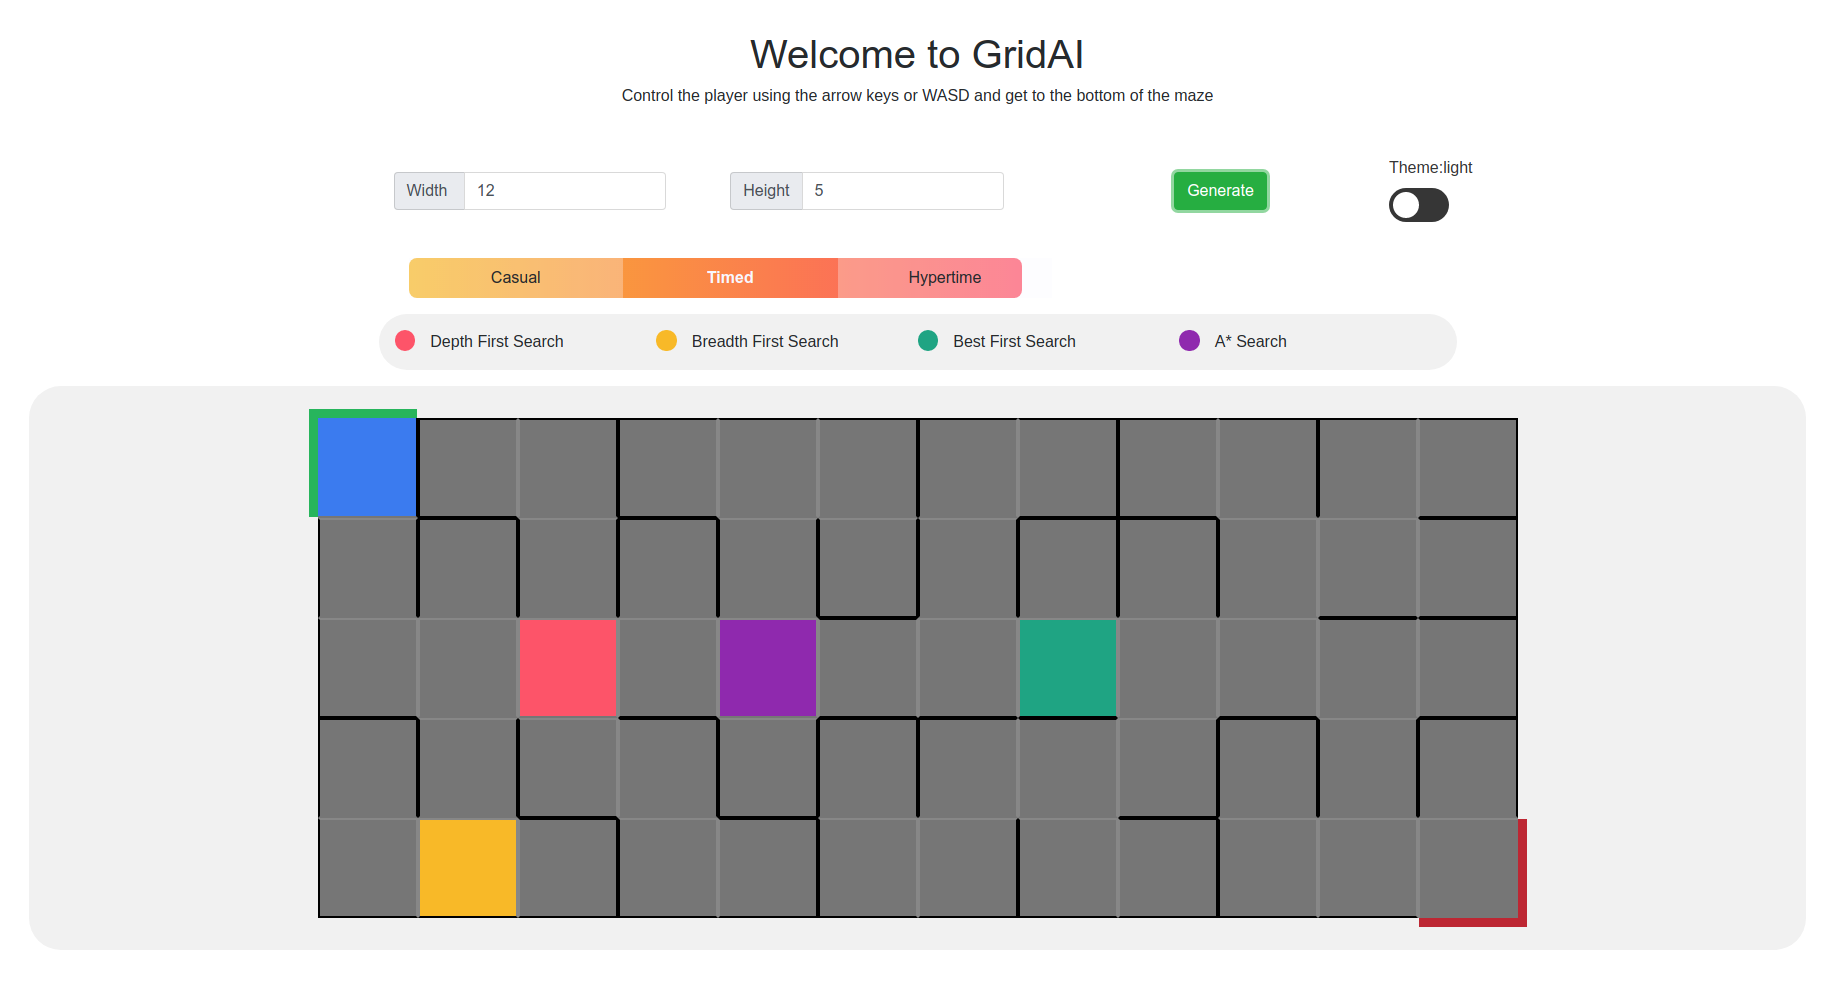 Welcome to GridAI
Control the player using the arrow keys or WASD and get to the bottom of the maze
Theme:light
Width 12 Height 5 Generate
Casual Timed Hypertime
Depth First Search Breadth First Search Best First Search A* Search